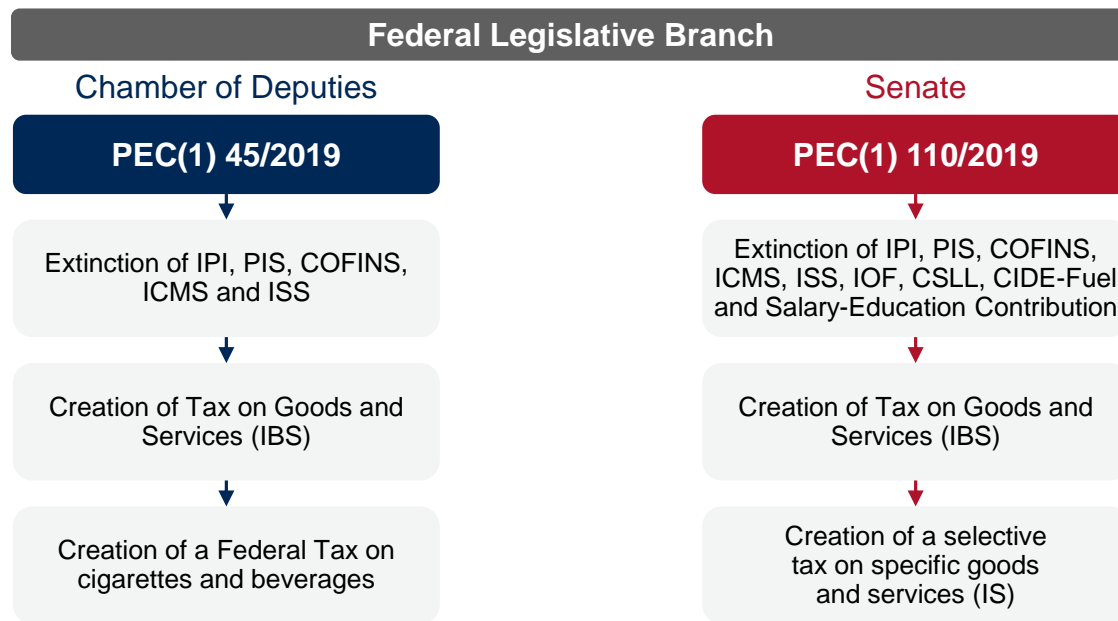 Federal Legislative Branch
Chamber of Deputies
PEC(1) 45/2019
Extinction of IPI, PIS, COFINS,
ICMS and ISS
Creation of Tax on Goods and
Services (IBS)
Creation of a Federal Tax on
cigarettes and beverages
Senate
PEC(1) 110/2019
Extinction of IPI, PIS, COFINS,
ICMS, ISS, IOF, CSLL, CIDE-Fuel
and Salary-Education Contribution
Creation of Tax on Goods and
Services (IBS)
Creation of a selective
tax on specific goods
and services (IS)